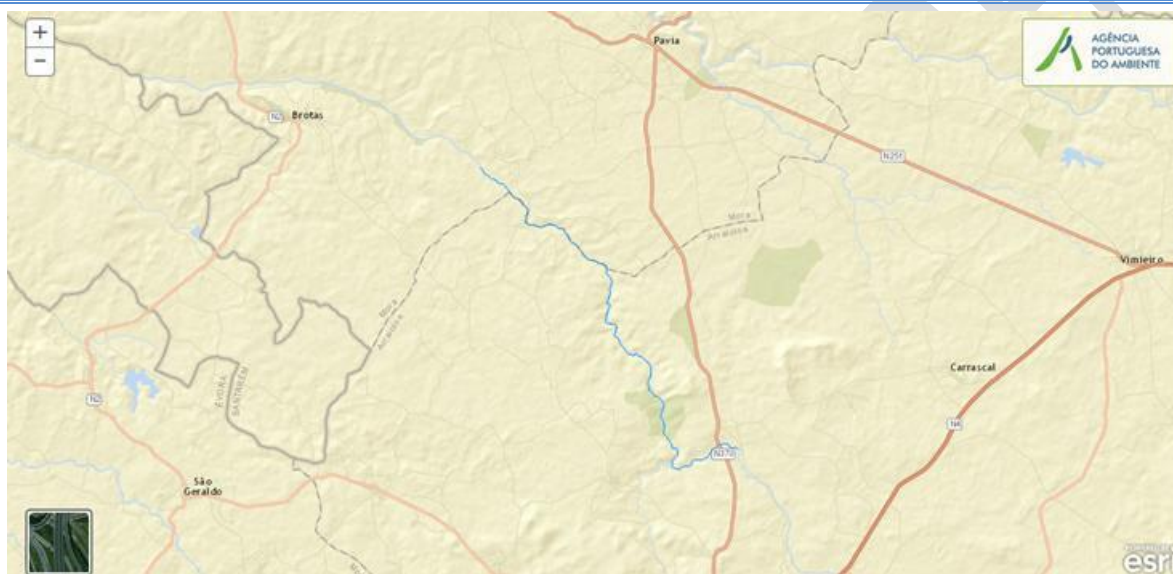 +
−
AGÊNCIA
PORTUGUESA
DO AMBIENTE
Pavia
N2
Brotas
N251
Mora
Arraiolos
Vimieiro
Mora
Arraiolos
Carrascal
ÉVORA
SANTARÉM
N2
N4
N370
São
Geraldo
esri